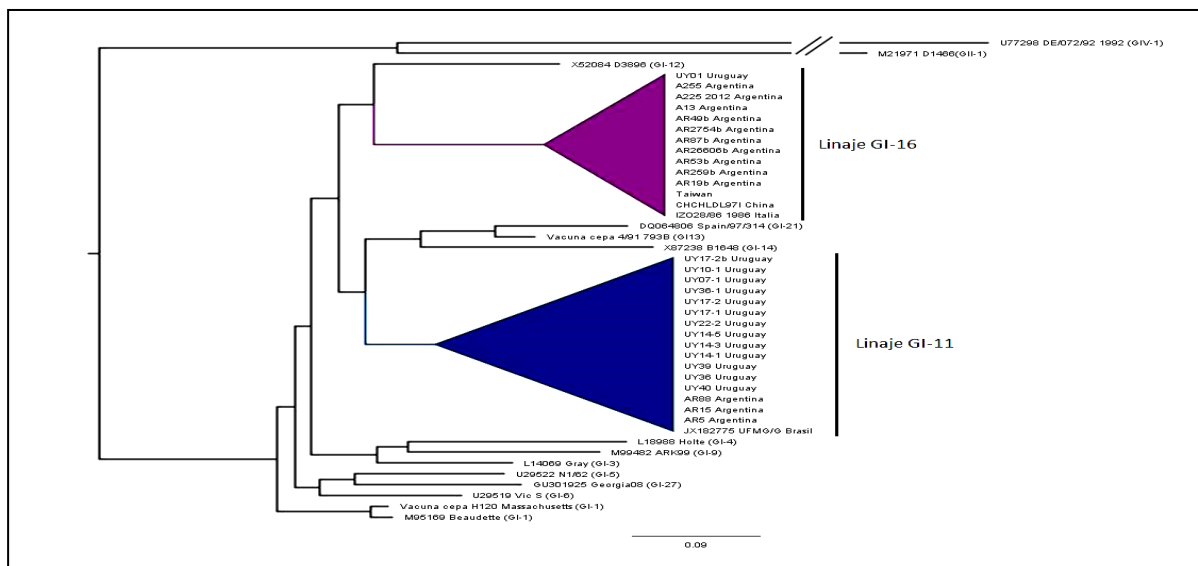 U77298 DE/072/92 1992 (GIV-1)
M21971 D1466(GII-1)
X52084 D3896 (GI-12)
UY01 Uruguay
A255 Argentina
A225 2012 Argentina
A13 Argentina
AR49b Argentina
AR2754b Argentina
AR87b Argentina
AR26606b Argentina
AR53b Argentina
AR259b Argentina
AR19b Argentina
Taiwan
CHCHLDL97I China
IZO28/86 1986 Italia
Linaje GI-16
DQ064806 Spain/97/314 (GI-21)
Vacuna cepa 4/91 793B (GI13)
X87238 B1648 (GI-14)
UY17-2b Uruguay
UY10-1 Uruguay
UY07-1 Uruguay
UY36-1 Uruguay
UY17-2 Uruguay
UY17-1 Uruguay
UY22-2 Uruguay
UY14-5 Uruguay
UY14-3 Uruguay
UY14-1 Uruguay
UY39 Uruguay
UY36 Uruguay
UY40 Uruguay
AR88 Argentina
AR15 Argentina
AR5 Argentina
JX182775 UFMG/G Brasil
Linaje GI-11
L18988 Holte (GI-4)
M99482 ARK99 (GI-9)
L14069 Gray (GI-3)
U29522 N1/62 (GI-5)
GU301925 Georgia08 (GI-27)
U29519 Vic S (GI-6)
Vacuna cepa H120 Massachusetts (GI-1)
M95169 Beaudette (GI-1)
0.09